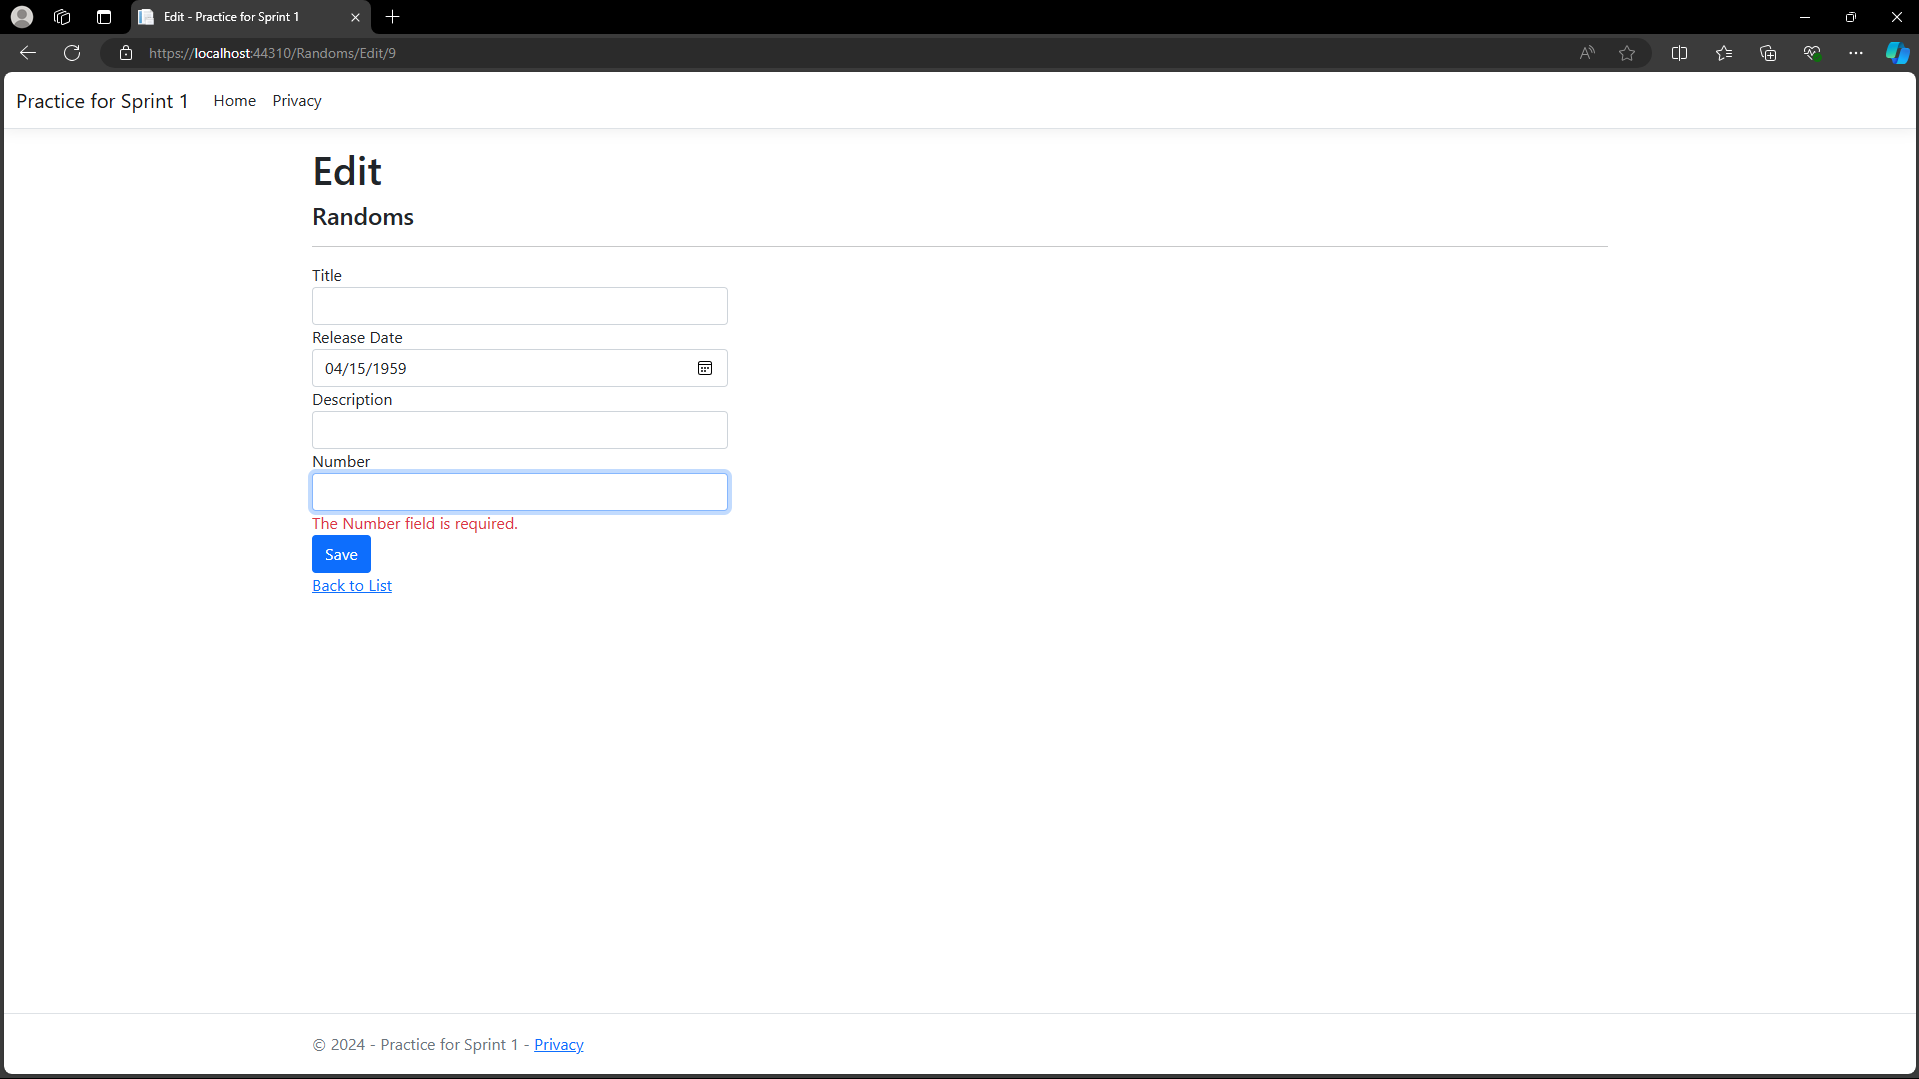 Edit - Practice for Sprint 1
https://localhost:44310/Randoms/Edit/9
Practice for Sprint 1 Home Privacy
Edit
Randoms
Title
Release Date
04/15/1959
Description
Number
The Number field is required.
Save
Back to List
© 2024 - Practice for Sprint 1 - Privacy